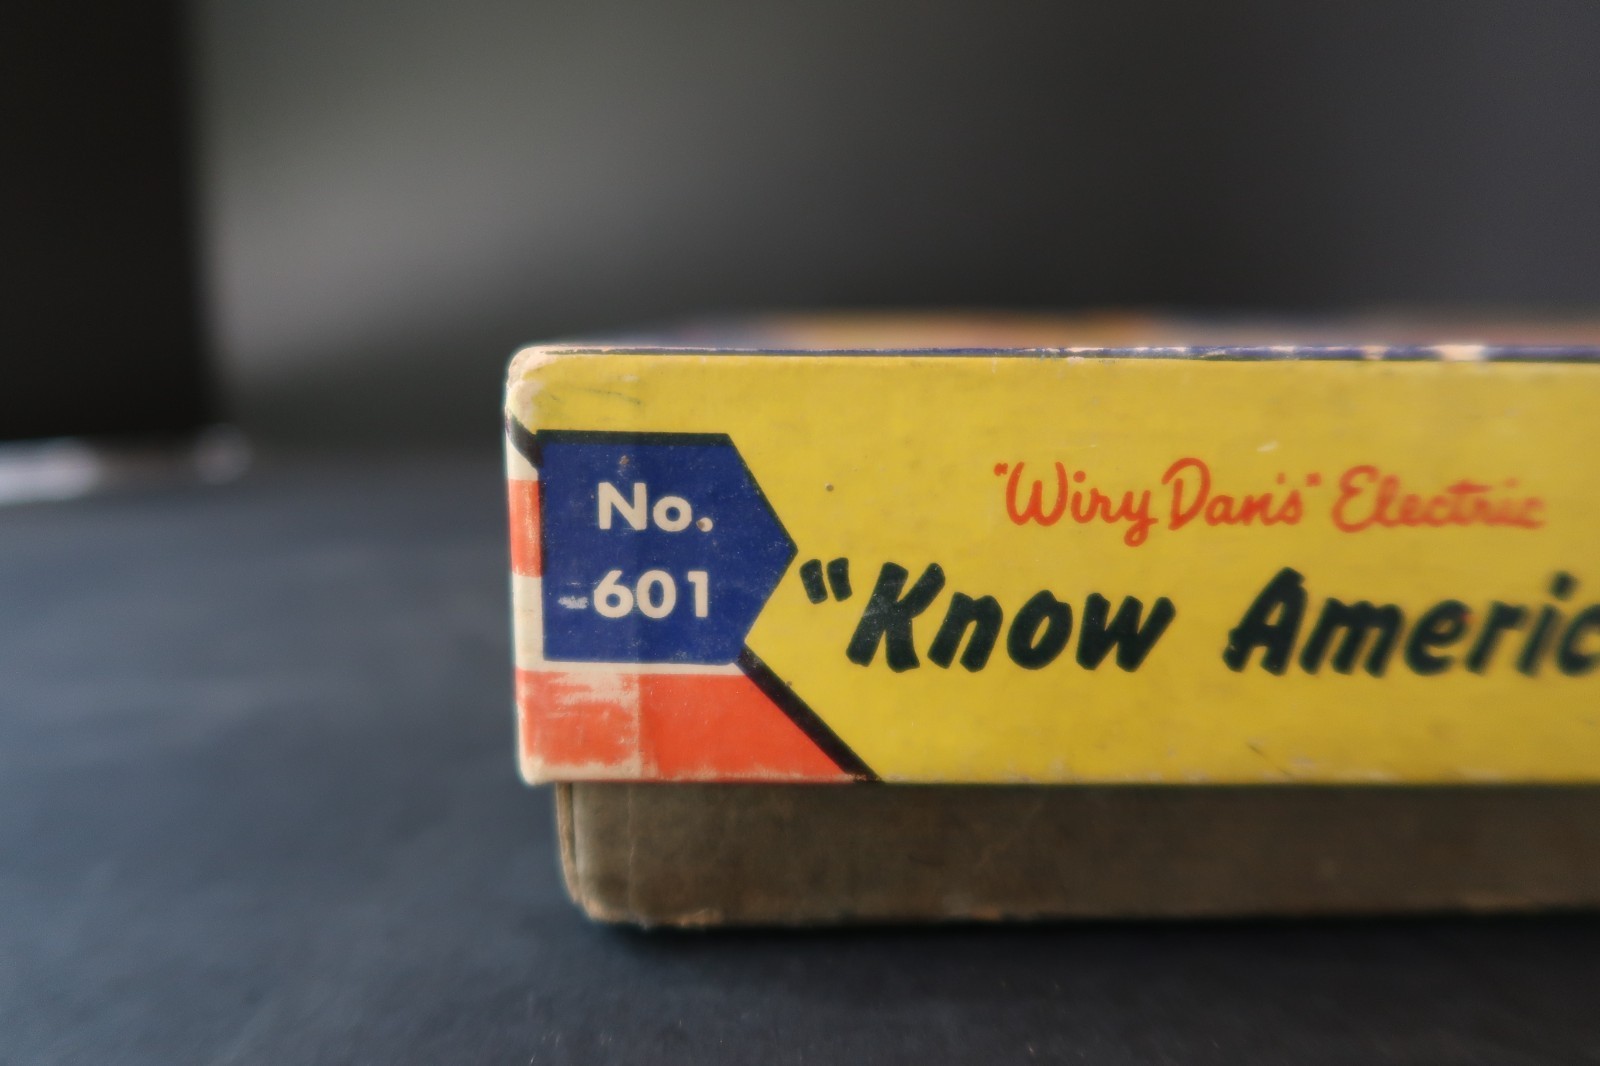 No.
601
"Wiry Dan's" Electric
"Know Americ